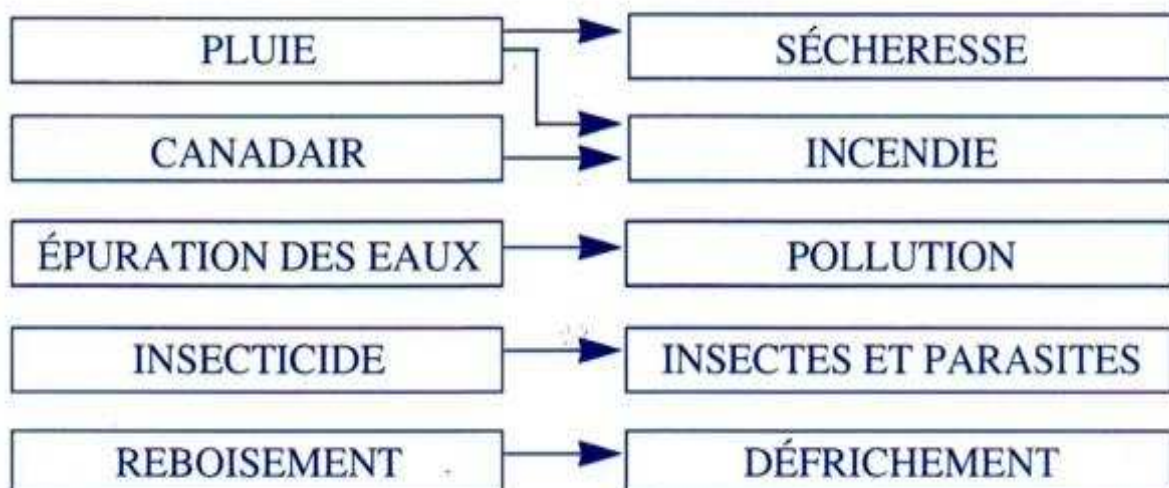 PLUIE
SÉCHERESSE
CANADAIR
INCENDIE
ÉPURATION DES EAUX
POLLUTION
INSECTICIDE
INSECTES ET PARASITES
REBOISEMENT
DÉFRICHEMENT